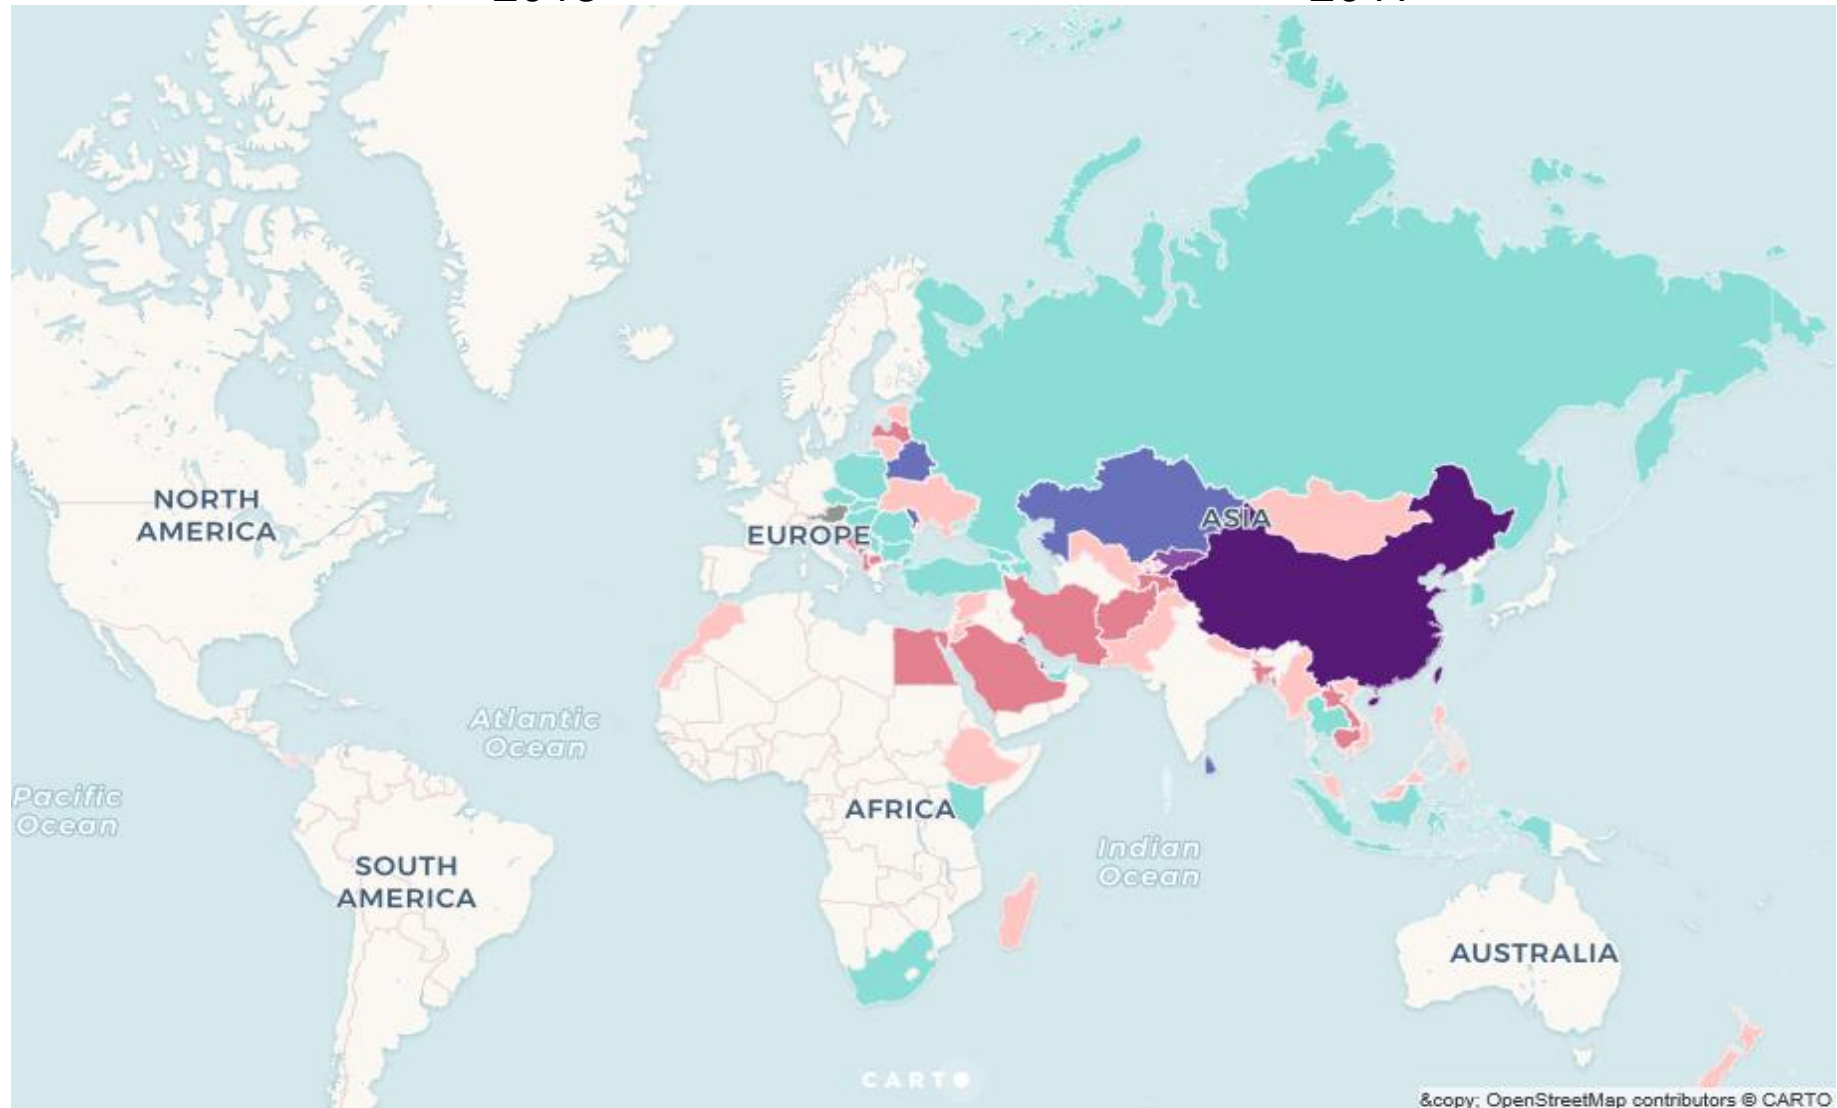 NORTH
AMERICA
EUROPE
ASIA
Atlantic
Ocean
Pacific
Ocean
AFRICA
Indian
Ocean
SOUTH
AMERICA
AUSTRALIA
CARTO
&copy; OpenStreetMap contributors © CARTO